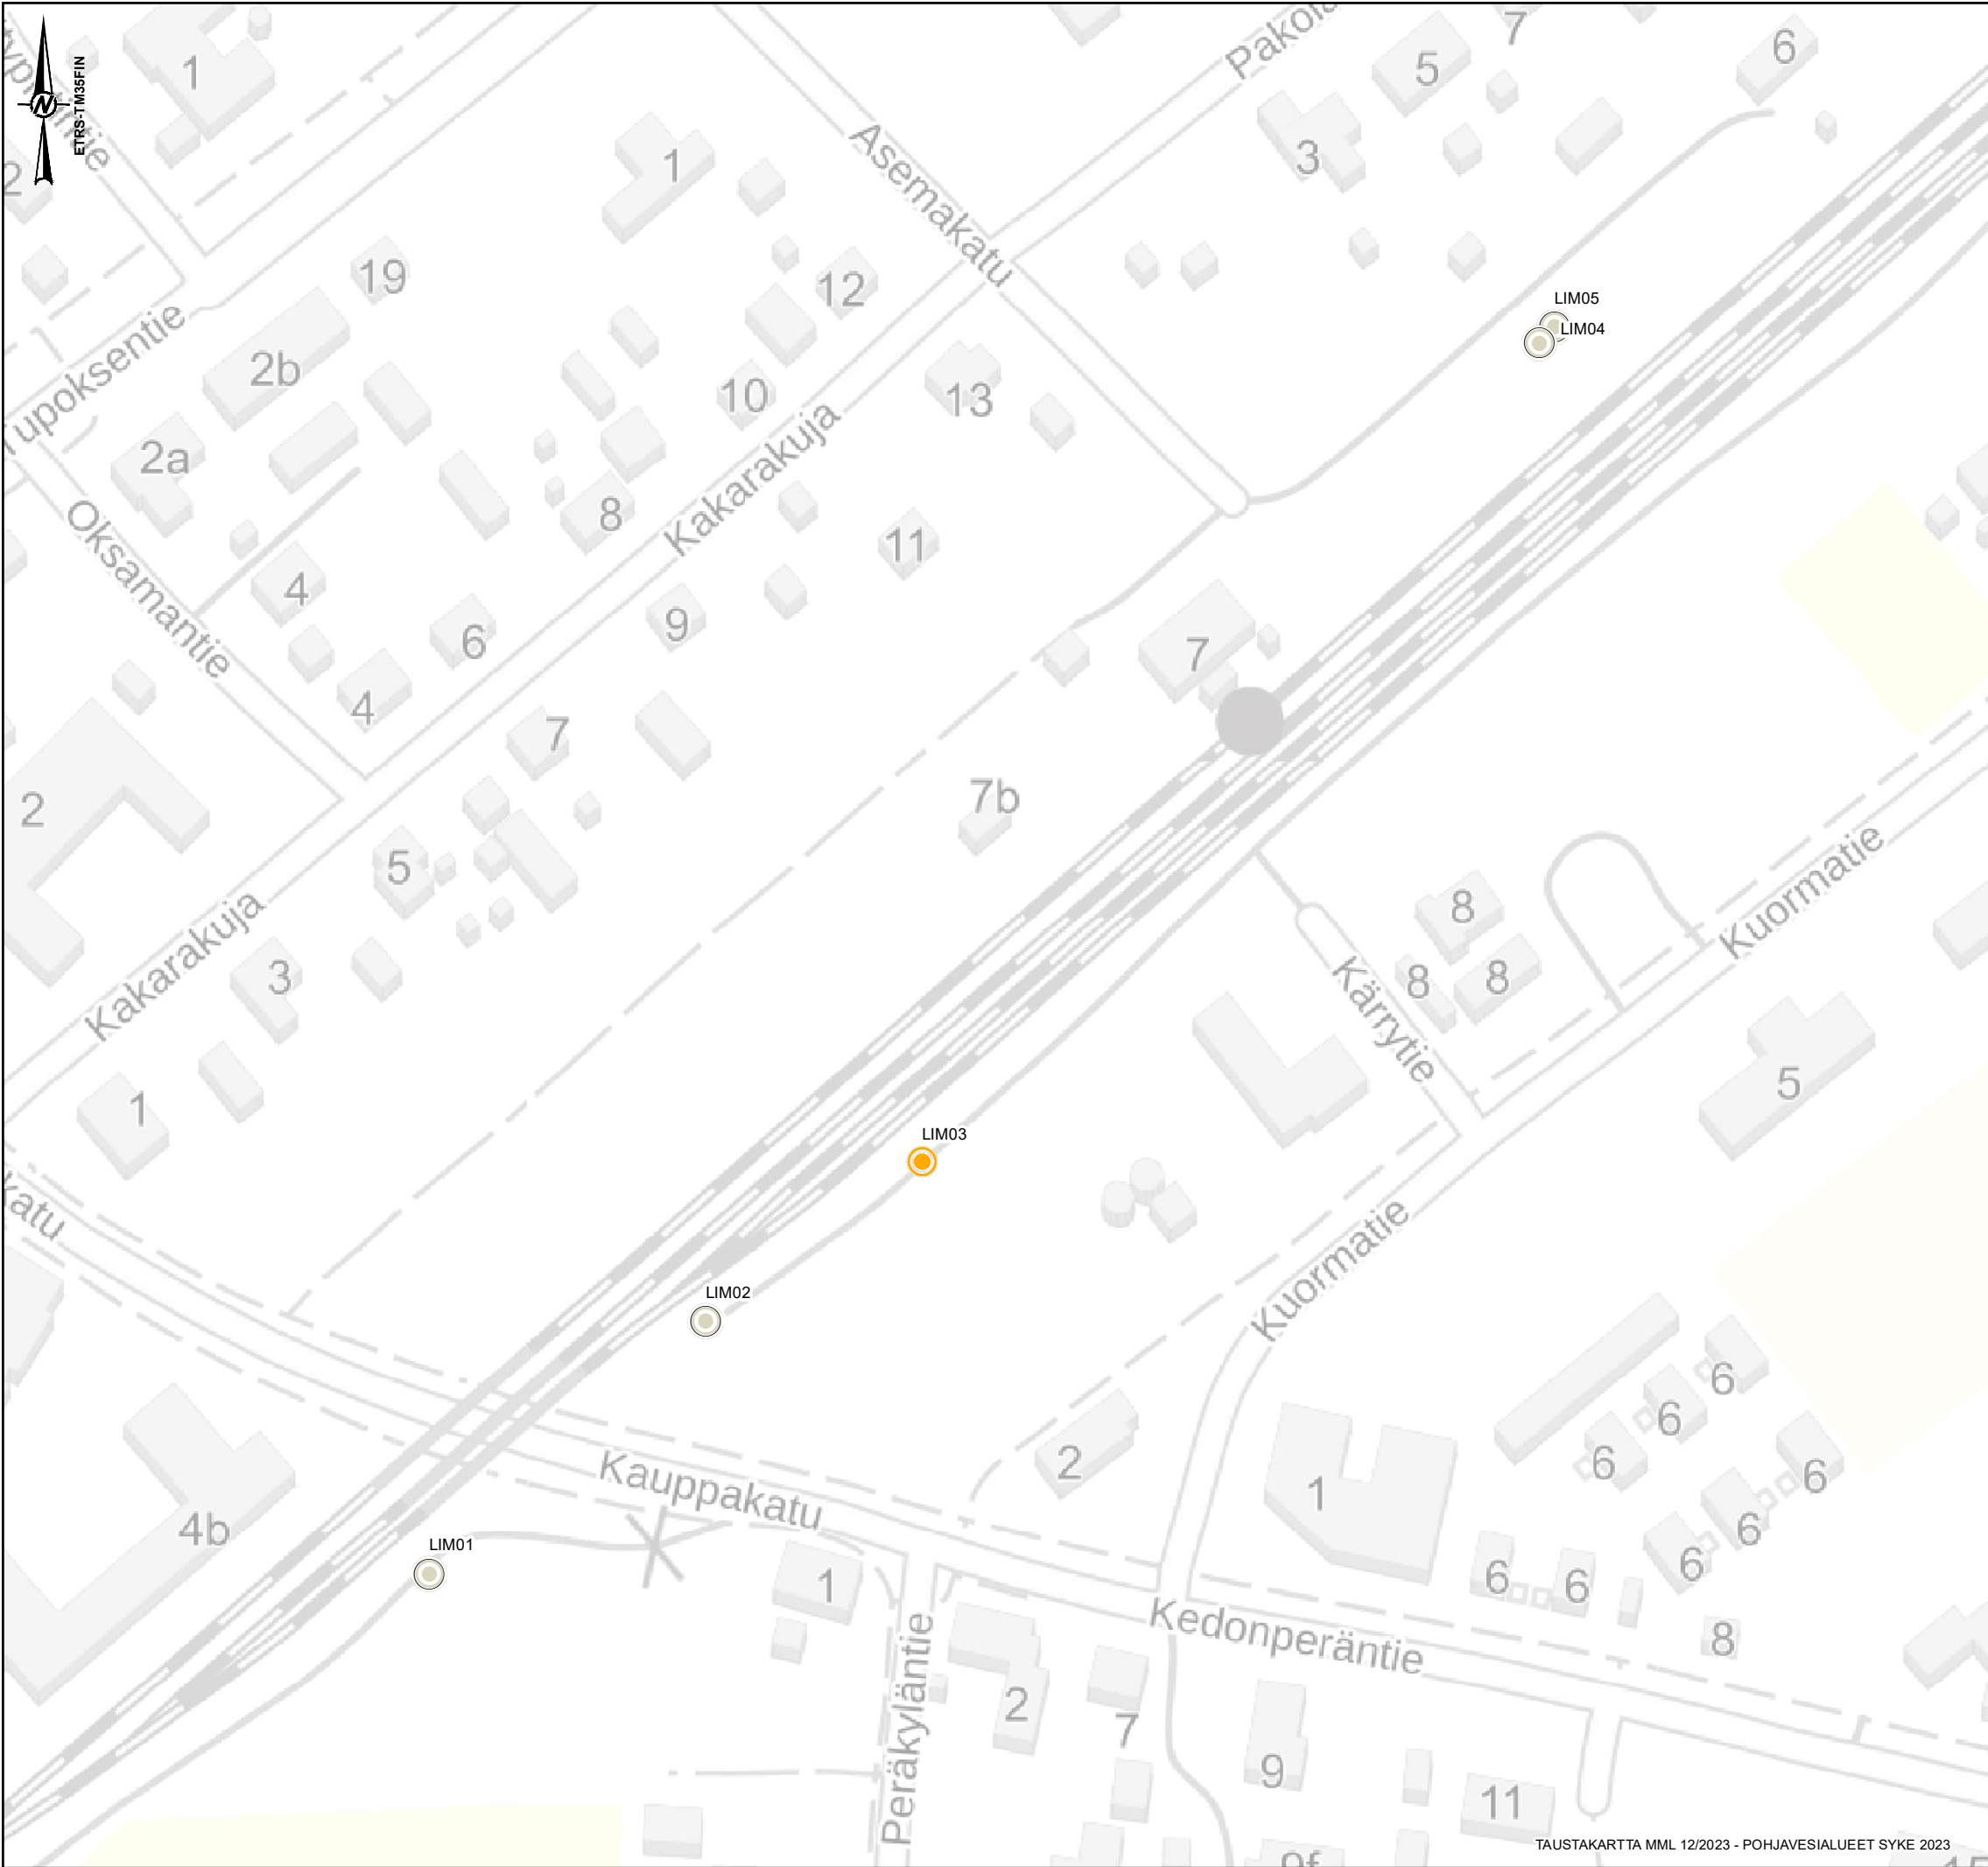 N
ETRS-TM35FIN
1
2
19
2b
2a
Tupoksentie
Oksamantie
4
4
6
1
12
10
8
Kakarakuja
13
11
9
7
Asemakatu
3
5
7
6
LIM05
LIM04
7
7b
2
5
3
1
Kakarakuja
LIM03
LIM02
LIM01
4b
Kauppakatu
1
2
Kärrytie
8
8
8
Kuormatie
5
Kuormatie
1
6
6
6
6
6
6
6
6
8
Kedonperäntie
Peräkyläntie
2
7
9
11
9f
TAUSTAKARTTA MML 12/2023 - POHJAVESIALUEET SYKE 2023